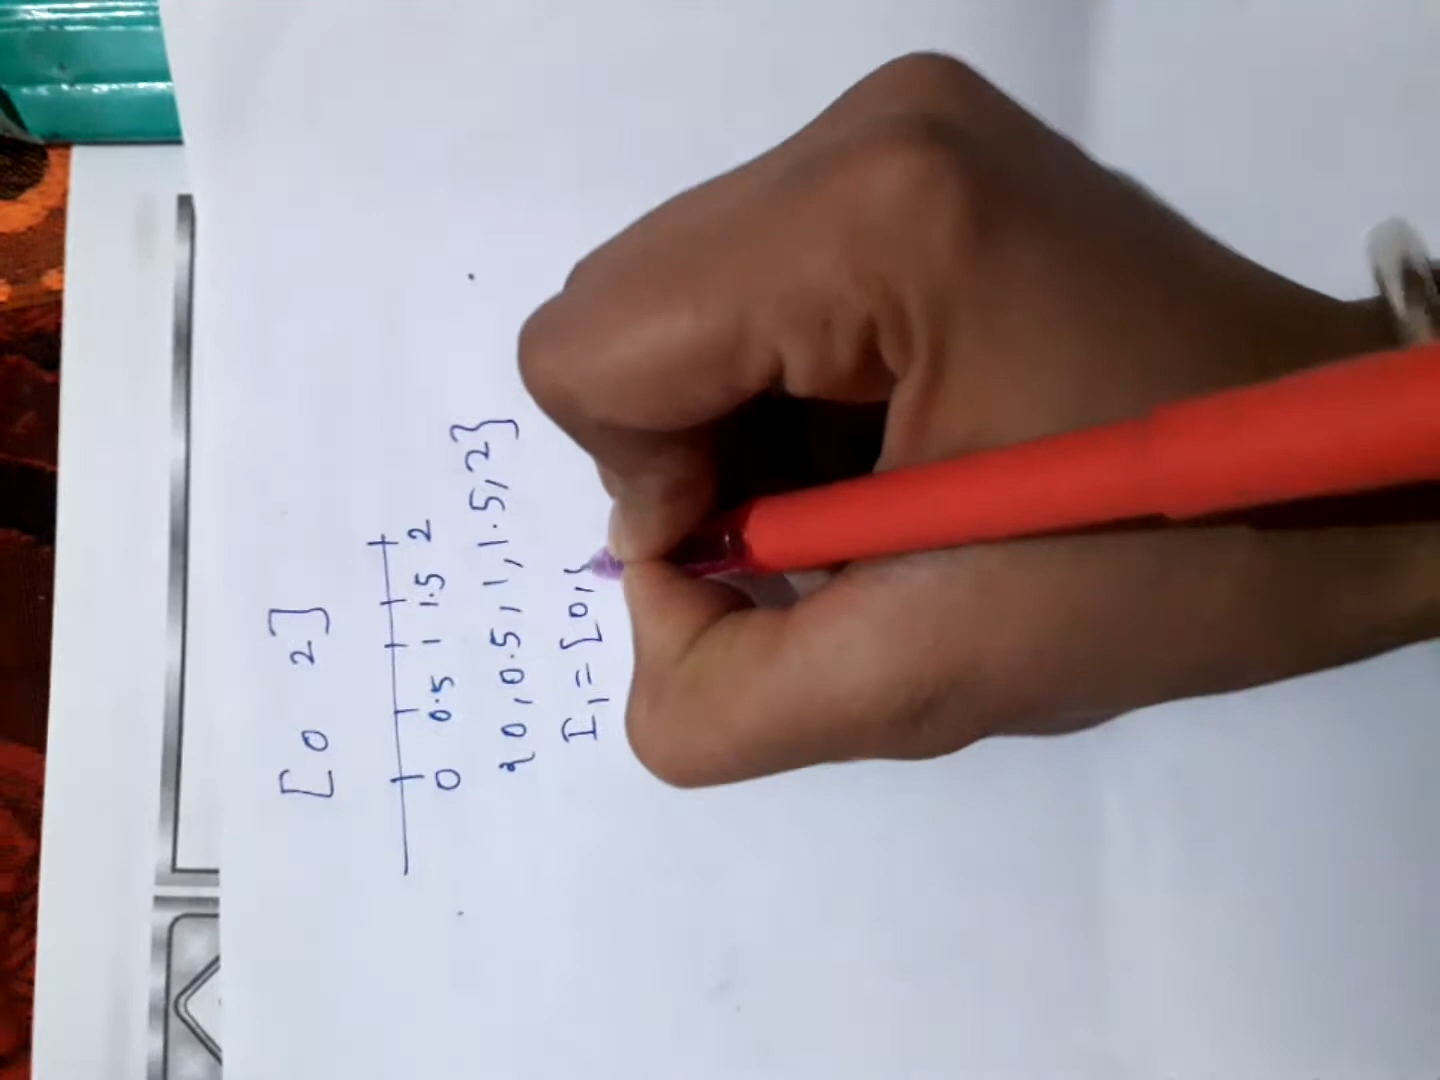 [0 2]
0 0.5 1 1.5 2
{0, 0.5, 1, 1.5, 2}
I₁ = [0,